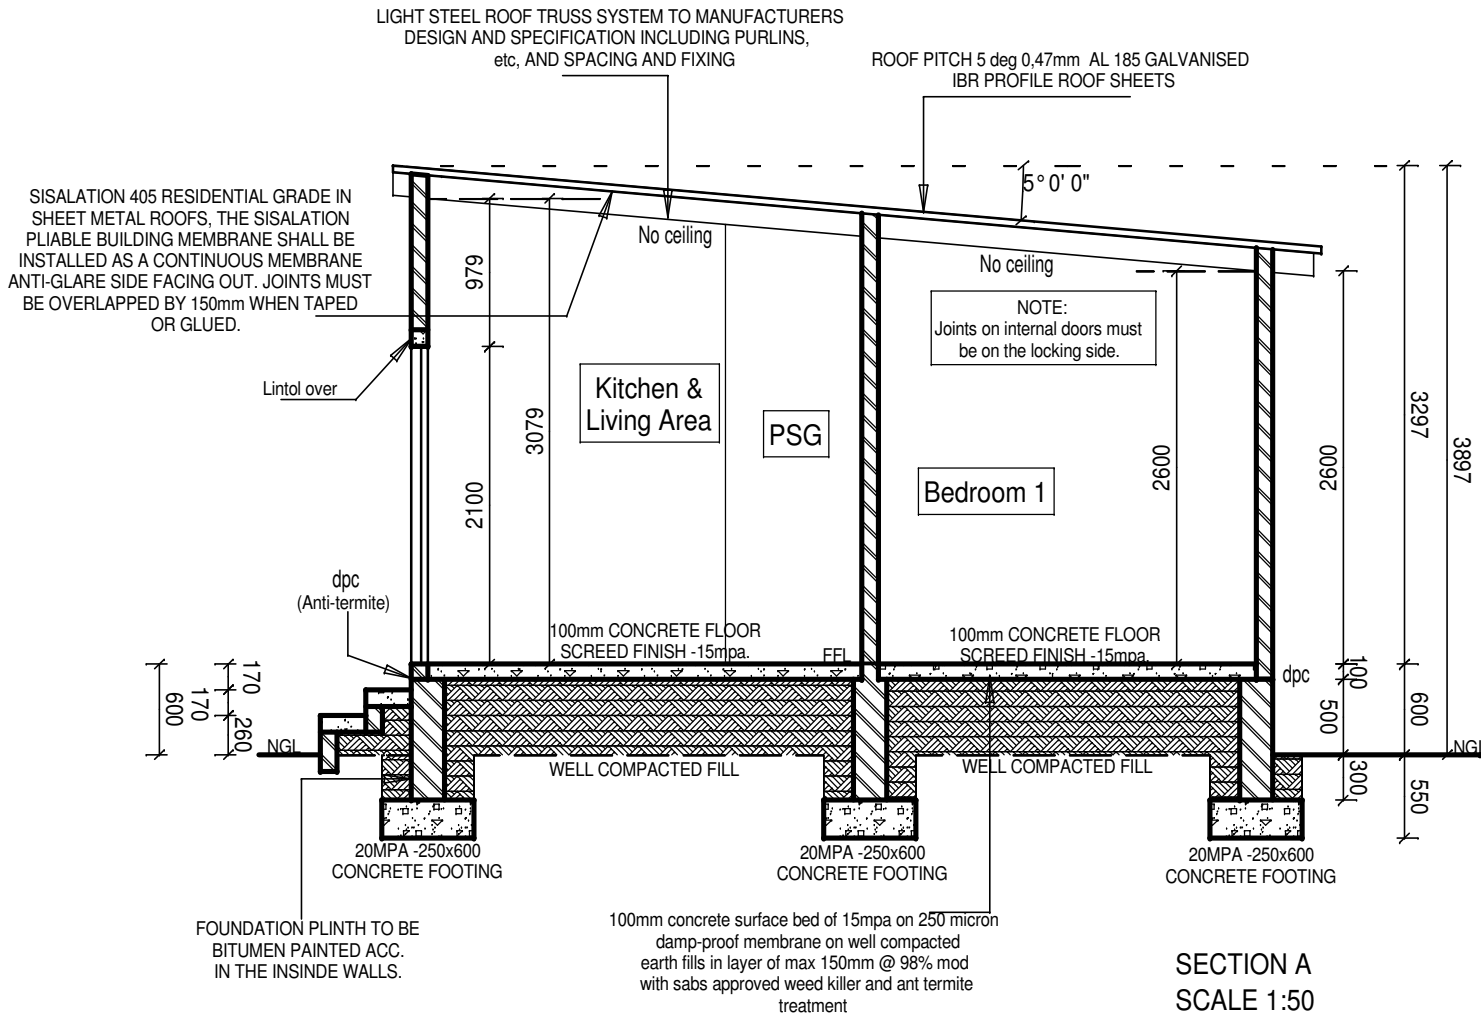 LIGHT STEEL ROOF TRUSS SYSTEM TO MANUFACTURERS
DESIGN AND SPECIFICATION INCLUDING PURLINS,
etc, AND SPACING AND FIXING
ROOF PITCH 5 deg 0,47mm AL 185 GALVANISED
IBR PROFILE ROOF SHEETS
5° 0' 0"
SISALATION 405 RESIDENTIAL GRADE IN
SHEET METAL ROOFS, THE SISALATION
PLIABLE BUILDING MEMBRANE SHALL BE
INSTALLED AS A CONTINUOUS MEMBRANE
ANTI-GLARE SIDE FACING OUT. JOINTS MUST
BE OVERLAPPED BY 150mm WHEN TAPED
OR GLUED.
No ceiling
No ceiling
979
NOTE:
Joints on internal doors must
be on the locking side.
Lintol over
Kitchen &
Living Area
PSG
3079
2100
Bedroom 1
2600
2600
3297
3897
dpc
(Anti-termite)
100mm CONCRETE FLOOR
SCREED FINISH -15mpa.
FFL
100mm CONCRETE FLOOR
SCREED FINISH -15mpa.
dpc
170
170
260
600
100
500
300
600
550
NGL
NGL
WELL COMPACTED FILL
WELL COMPACTED FILL
20MPA -250x600
CONCRETE FOOTING
20MPA -250x600
CONCRETE FOOTING
20MPA -250x600
CONCRETE FOOTING
FOUNDATION PLINTH TO BE
BITUMEN PAINTED ACC.
IN THE INSINDE WALLS.
100mm concrete surface bed of 15mpa on 250 micron
damp-proof membrane on well compacted
earth fills in layer of max 150mm @ 98% mod
with sabs approved weed killer and ant termite
treatment
SECTION A
SCALE 1:50